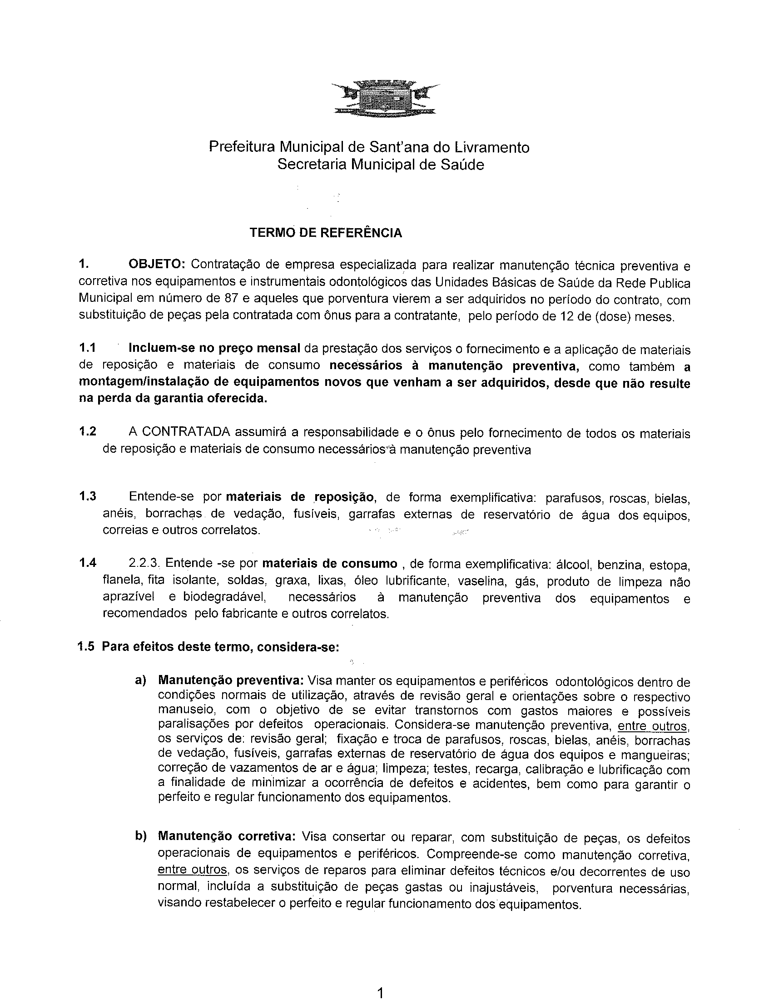 Prefeitura Municipal de Sant'ana do Livramento
Secretaria Municipal de Saúde
TERMO DE REFERÊNCIA
1. OBJETO: Contratação de empresa especializada para realizar manutenção técnica preventiva e
corretiva nos equipamentos e instrumentais odontológicos das Unidades Básicas de Saúde da Rede Publica
Municipal em número de 87 e aqueles que porventura vierem a ser adquiridos no período do contrato, com
substituição de peças pela contratada com ônus para a contratante, pelo período de 12 de (dose) meses.
1.1 Incluem-se no preço mensal da prestação dos serviços o fornecimento e a aplicação de materiais
de reposição e materiais de consumo necessários à manutenção preventiva, como também a
montagem/instalação de equipamentos novos que venham a ser adquiridos, desde que não resulte
na perda da garantia oferecida.
1.2 A CONTRATADA assumirá a responsabilidade e o ônus pelo fornecimento de todos os materiais
de reposição e materiais de consumo necessários à manutenção preventiva
1.3 Entende-se por materiais de reposição, de forma exemplificativa: parafusos, roscas, bielas,
anéis, borrachas de vedação, fusíveis, garrafas externas de reservatório de água dos equipos,
correias e outros correlatos.
1.4 2.2.3. Entende -se por materiais de consumo , de forma exemplificativa: álcool, benzina, estopa,
flanela, fita isolante, soldas, graxa, lixas, óleo lubrificante, vaselina, gás, produto de limpeza não
aprazível e biodegradável, necessários à manutenção preventiva dos equipamentos e
recomendados pelo fabricante e outros correlatos.
1.5 Para efeitos deste termo, considera-se:
a) Manutenção preventiva: Visa manter os equipamentos e periféricos odontológicos dentro de
condições normais de utilização, através de revisão geral e orientações sobre o respectivo
manuseio, com o objetivo de se evitar transtornos com gastos maiores e possíveis
paralisações por defeitos operacionais. Considera-se manutenção preventiva, entre outros,
os serviços de: revisão geral; fixação e troca de parafusos, roscas, bielas, anéis, borrachas
de vedação, fusíveis, garrafas externas de reservatório de água dos equipos e mangueiras;
correção de vazamentos de ar e água; limpeza; testes, recarga, calibração e lubrificação com
a finalidade de minimizar a ocorrência de defeitos e acidentes, bem como para garantir o
perfeito e regular funcionamento dos equipamentos.
b) Manutenção corretiva: Visa consertar ou reparar, com substituição de peças, os defeitos
operacionais de equipamentos e periféricos. Compreende-se como manutenção corretiva,
entre outros, os serviços de reparos para eliminar defeitos técnicos e/ou decorrentes de uso
normal, incluída a substituição de peças gastas ou inajustáveis, porventura necessárias,
visando restabelecer o perfeito e regular funcionamento dos equipamentos.
1